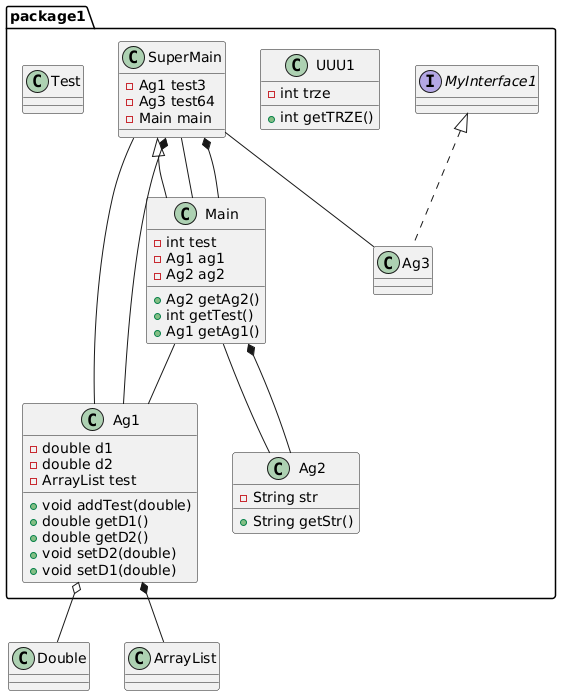 package1
C Test
C SuperMain
Ag1 test3
Ag3 test64
Main main
C UUU1
int trze
int getTRZE()
I MyInterface1
C Main
int test
Ag1 ag1
Ag2 ag2
Ag2 getAg2()
int getTest()
Ag1 getAg1()
C Ag3
C Ag1
double d1
double d2
ArrayList test
void addTest(double)
double getD1()
double getD2()
void setD2(double)
void setD1(double)
C Ag2
String str
String getStr()
C Double
C ArrayList